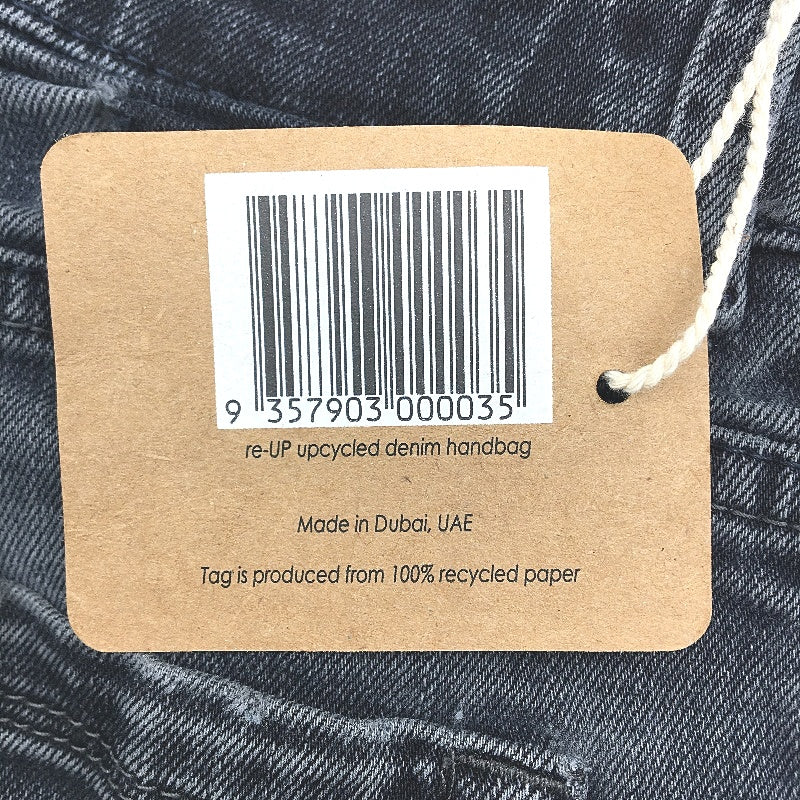 9 357903 000035
re-UP upcycled denim handbag
Made in Dubai, UAE
Tag is produced from 100% recycled paper